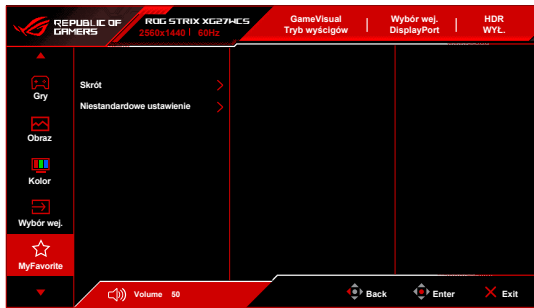 REPUBLIC OF
GAMERS
ROG STRIX XG27WCS
2560x1440 | 60Hz
GameVisual
Tryb wyścigów
Wybór wej.
DisplayPort
HDR
WYŁ.
Gry
Obraz
Kolor
Wybór wej.
MyFavorite
Skrót
Niestandardowe ustawienie
Volume 50
Back
Enter
Exit